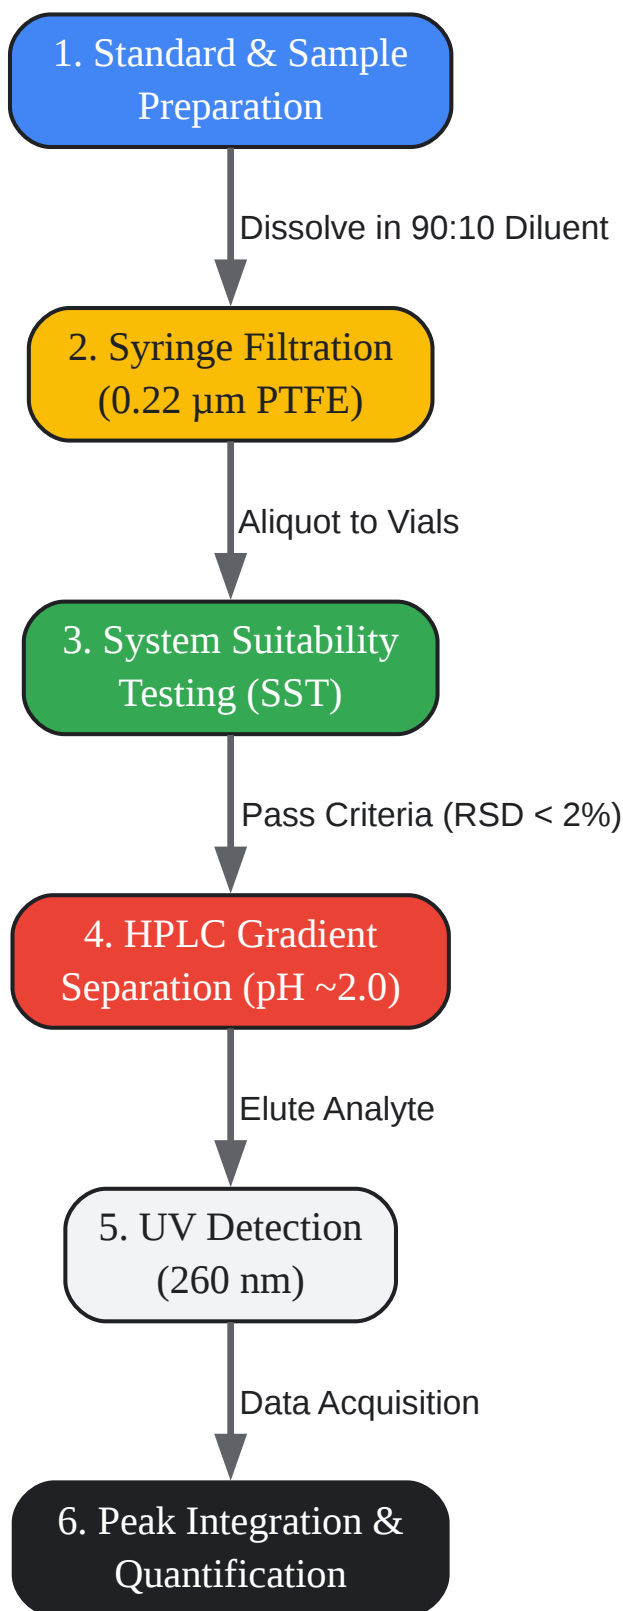 1. Standard & Sample
Preparation
Dissolve in 90:10 Diluent
2. Syringe Filtration
(0.22 µm PTFE)
Aliquot to Vials
3. System Suitability
Testing (SST)
Pass Criteria (RSD < 2%)
4. HPLC Gradient
Separation (pH ~2.0)
Elute Analyte
5. UV Detection
(260 nm)
Data Acquisition
6. Peak Integration &
Quantification